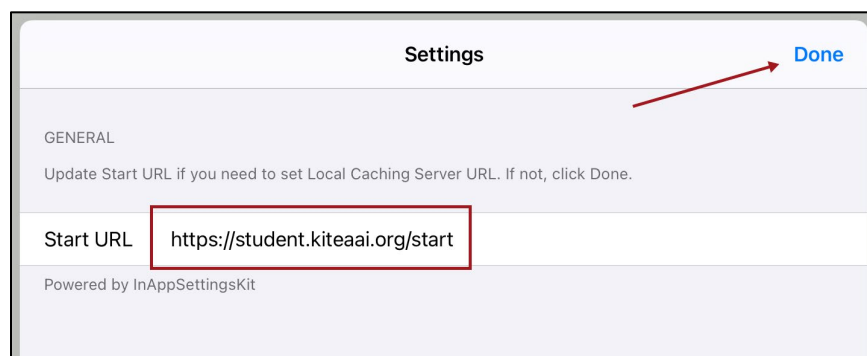 Settings
Done
GENERAL
Update Start URL if you need to set Local Caching Server URL. If not, click Done.
Start URL https://student.kiteaai.org/start
Powered by InAppSettingsKit